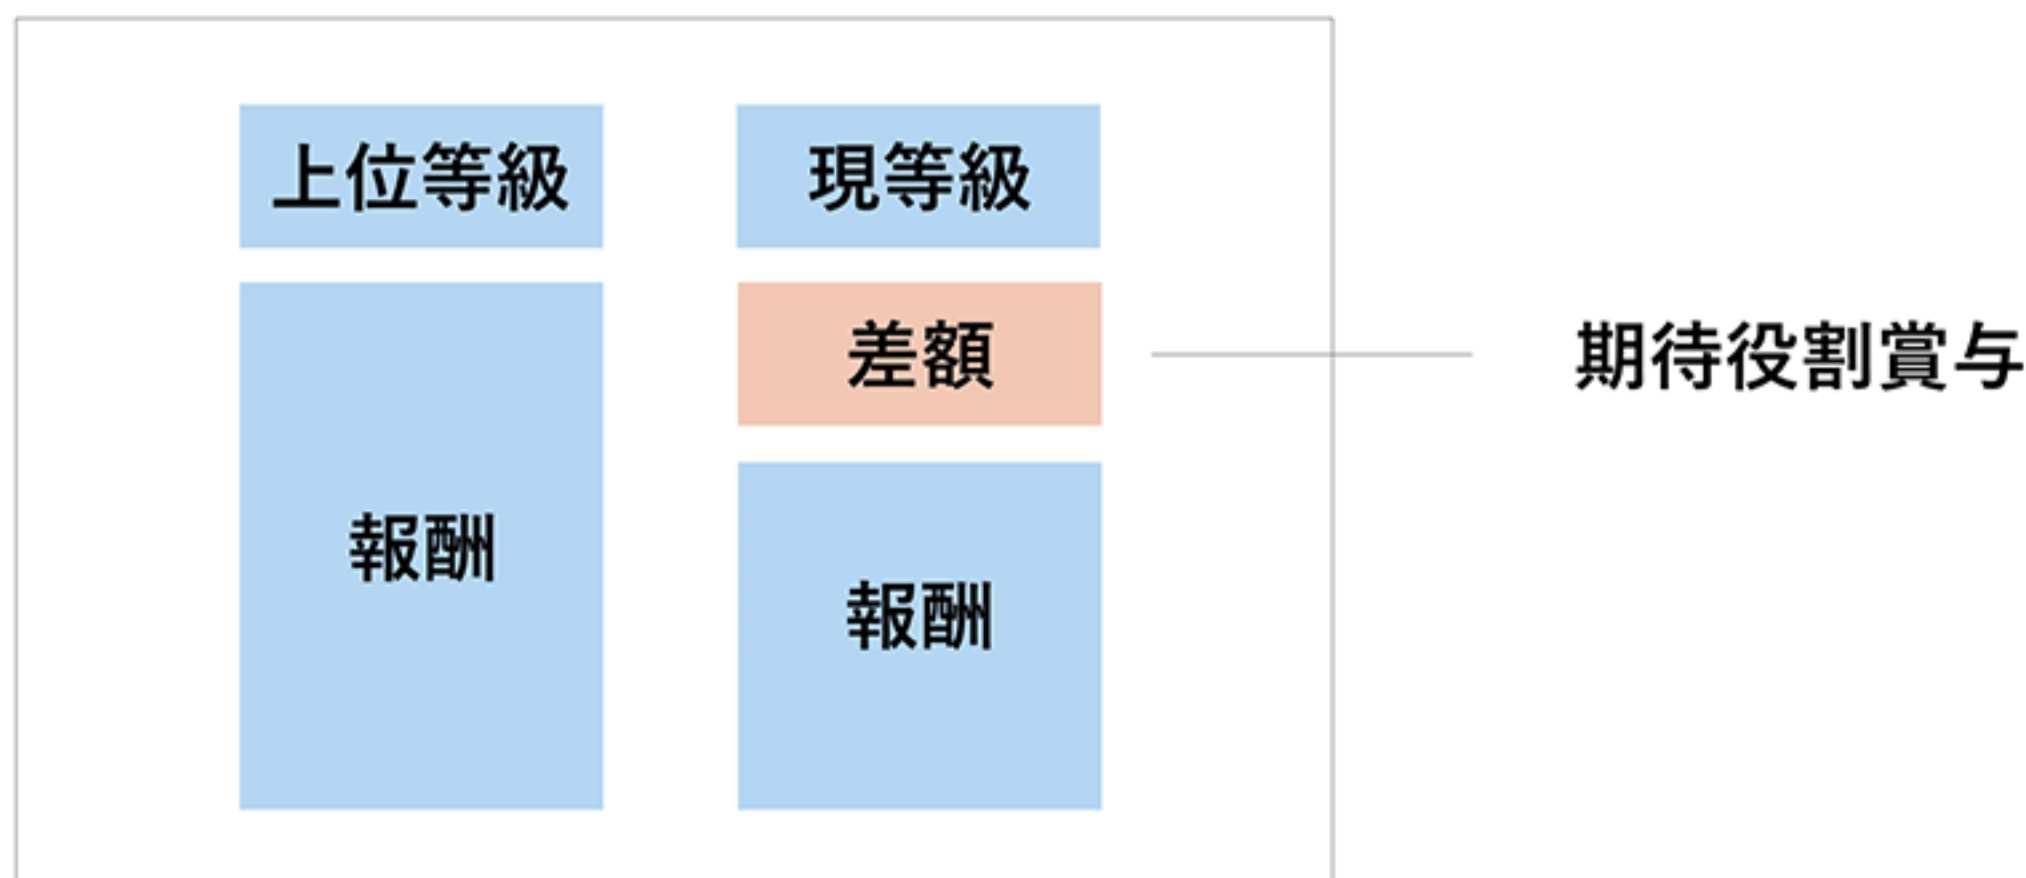 上位等級
現等級
差額
期待役割賞与
報酬
報酬